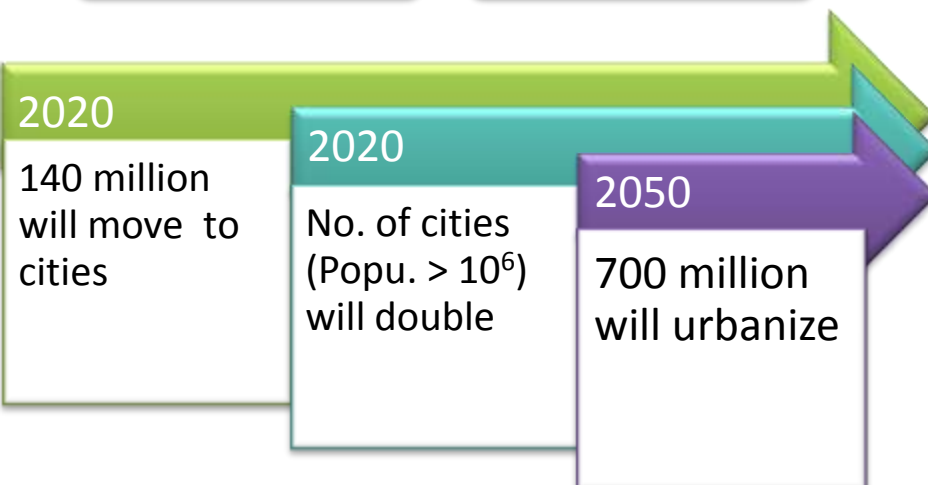 2020
140 million
will move to
cities
2020
No. of cities
(Popu. > 10⁶)
will double
2050
700 million
will urbanize